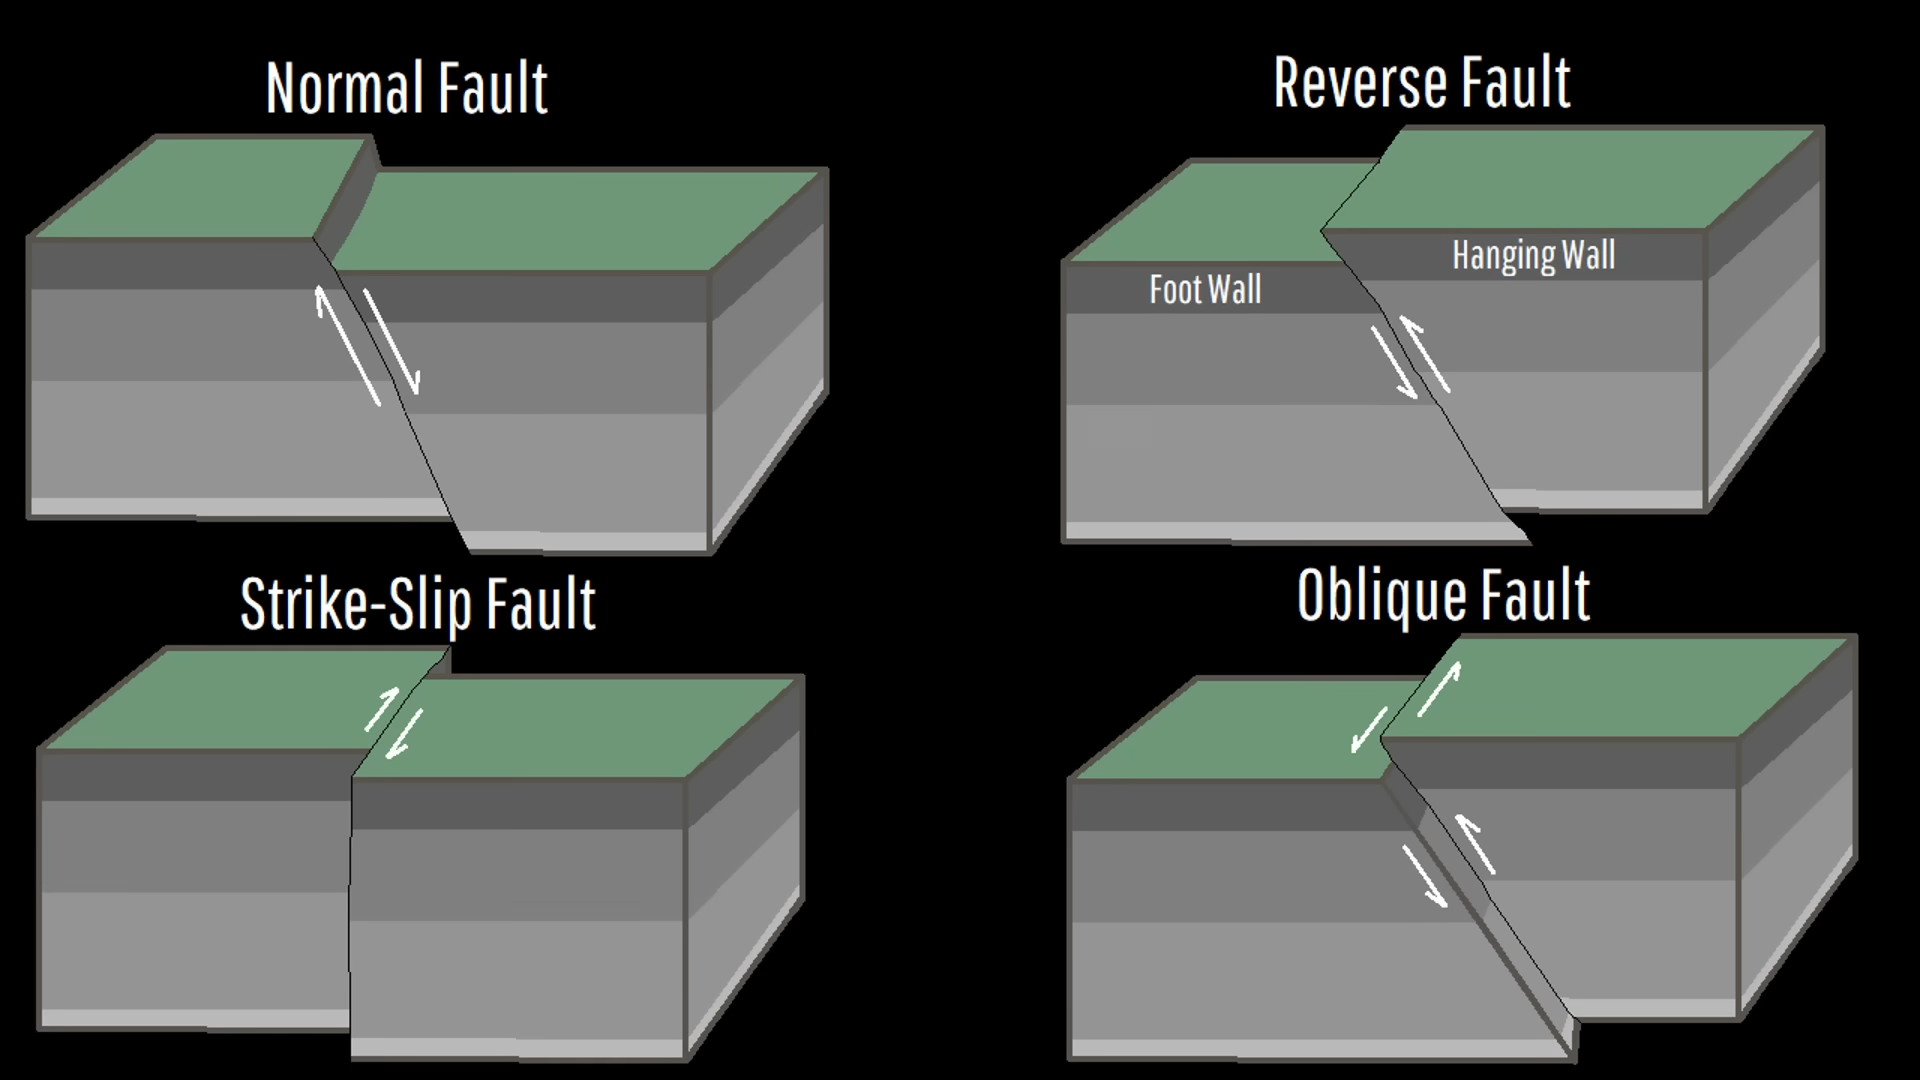 Normal Fault
Reverse Fault
Hanging Wall
Foot Wall
Strike-Slip Fault
Oblique Fault